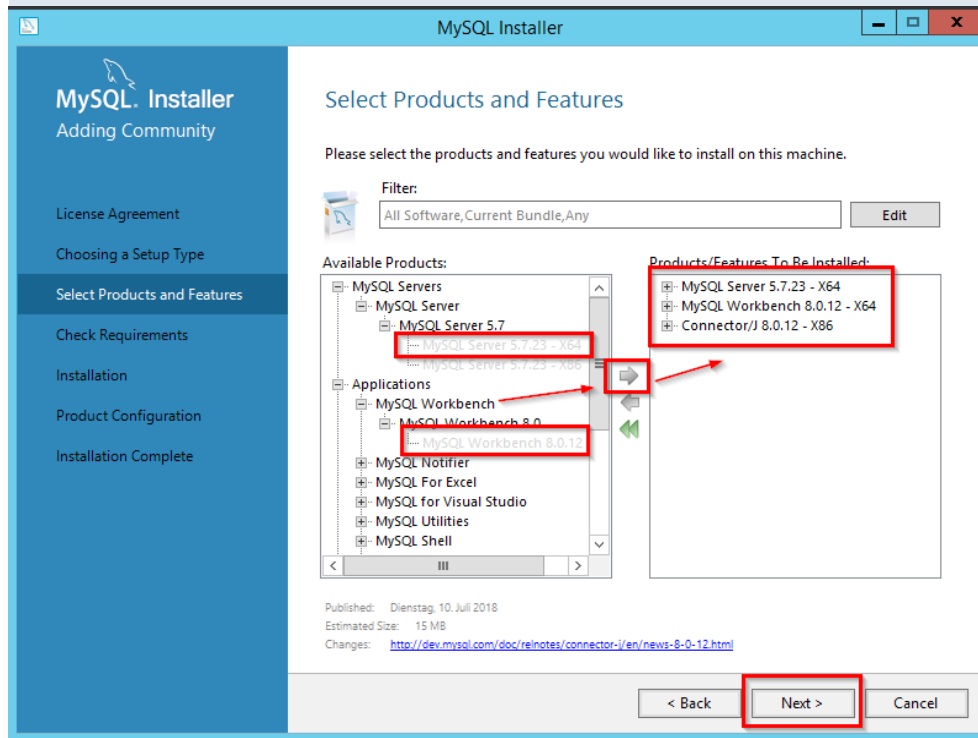 MySQL Installer
MySQL. Installer
Adding Community
License Agreement
Choosing a Setup Type
Select Products and Features
Check Requirements
Installation
Product Configuration
Installation Complete
Select Products and Features
Please select the products and features you would like to install on this machine.
Filter:
All Software,Current Bundle,Any
Edit
Available Products:
MySQL Servers
MySQL Server
MySQL Server 5.7
MySQL Server 5.7.23 - X64
MySQL Server 5.7.23 - X86
Applications
MySQL Workbench
MySQL Workbench 8.0
MySQL Workbench 8.0.12
MySQL Notifier
MySQL For Excel
MySQL for Visual Studio
MySQL Utilities
MySQL Shell
Products/Features To Be Installed:
MySQL Server 5.7.23 - X64
MySQL Workbench 8.0.12 - X64
Connector/J 8.0.12 - X86
Published: Dienstag, 10. Juli 2018
Estimated Size: 15 MB
Changes: http://dev.mysql.com/doc/relnotes/connector-j/en/news-8-0-12.html
< Back
Next >
Cancel